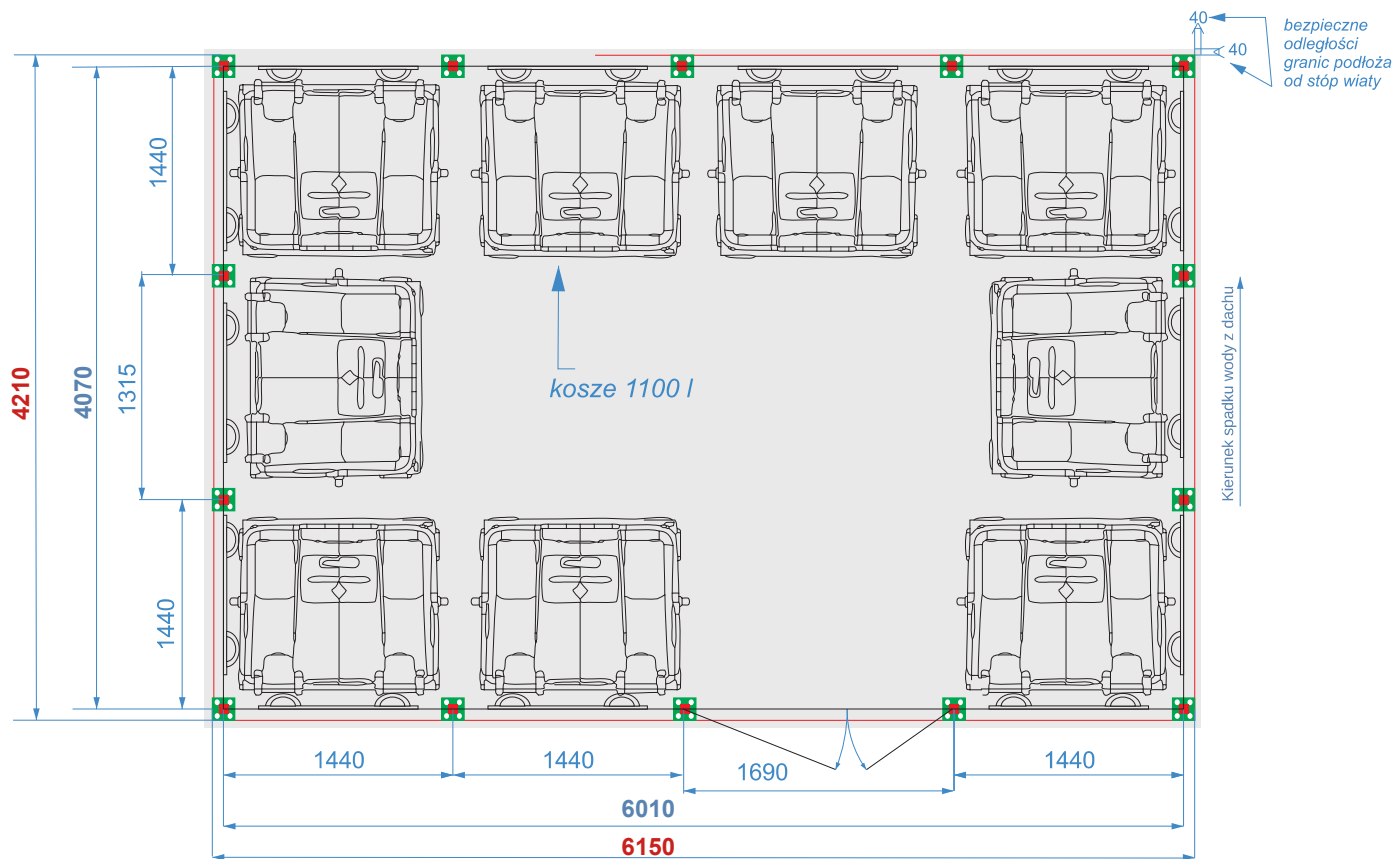 40
40
bezpieczne
odległości
granic podłoża
od stóp wiaty
1440
4210
4070
1315
1440
kosze 1100 l
Kierunek spadku wody z dachu
1440
1440
1690
1440
6010
6150